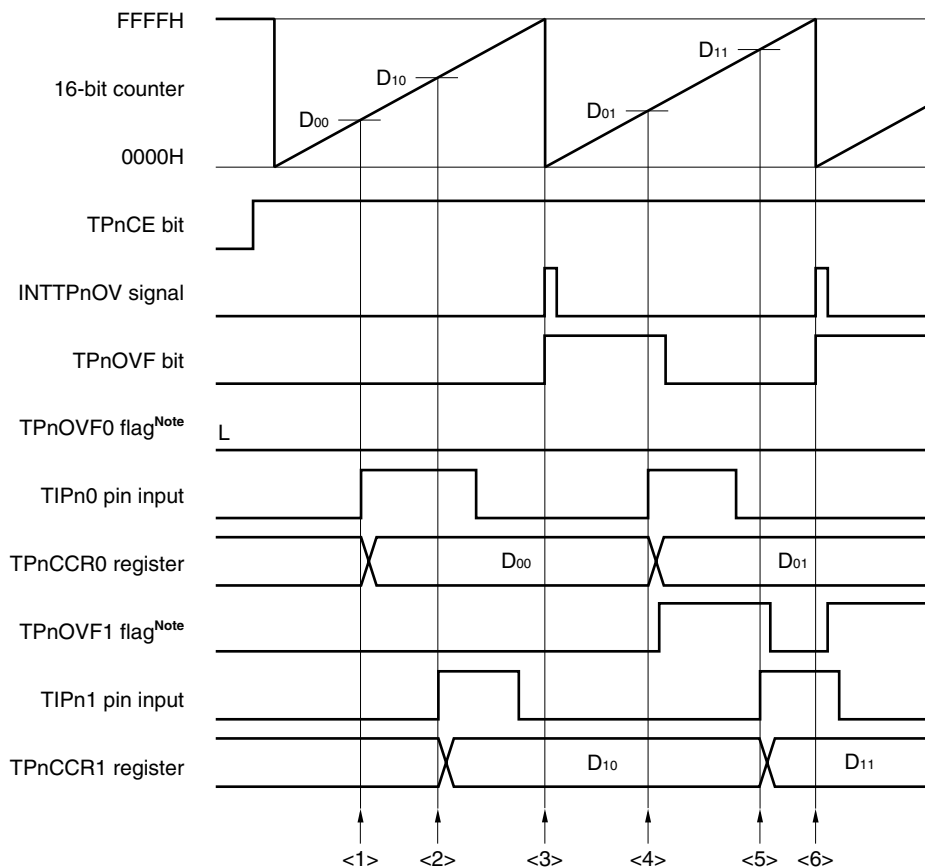 FFFFH
D11
D10
16-bit counter
D01
D00
0000H
TPnCE bit
INTTPnOV signal
TPnOVF bit
TPnOVF0 flagNote
L
TIPn0 pin input
TPnCCR0 register
D00
D01
TPnOVF1 flagNote
TIPn1 pin input
TPnCCR1 register
D10
D11
<1>
<2>
<3>
<4>
<5>
<6>